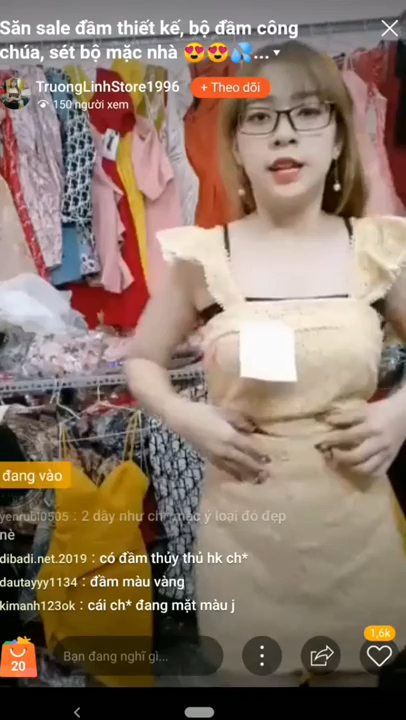 Săn sale đầm thiết kế, bộ đầm công
chúa, sét bộ mặc nhà 😍😍💦...
TruongLinhStore1996
+ Theo dõi
150 người xem
đang vào
yenrubi0505 : 2 dây như chị mặc ý loại đó đẹp
nè
dibadi.net.2019 : có đầm thủy thủ hk ch*
dautayyy1134 : đầm màu vàng
kimanh123ok : cái ch* đang mặt màu j
1,6k
20
Bạn đang nghĩ gì...